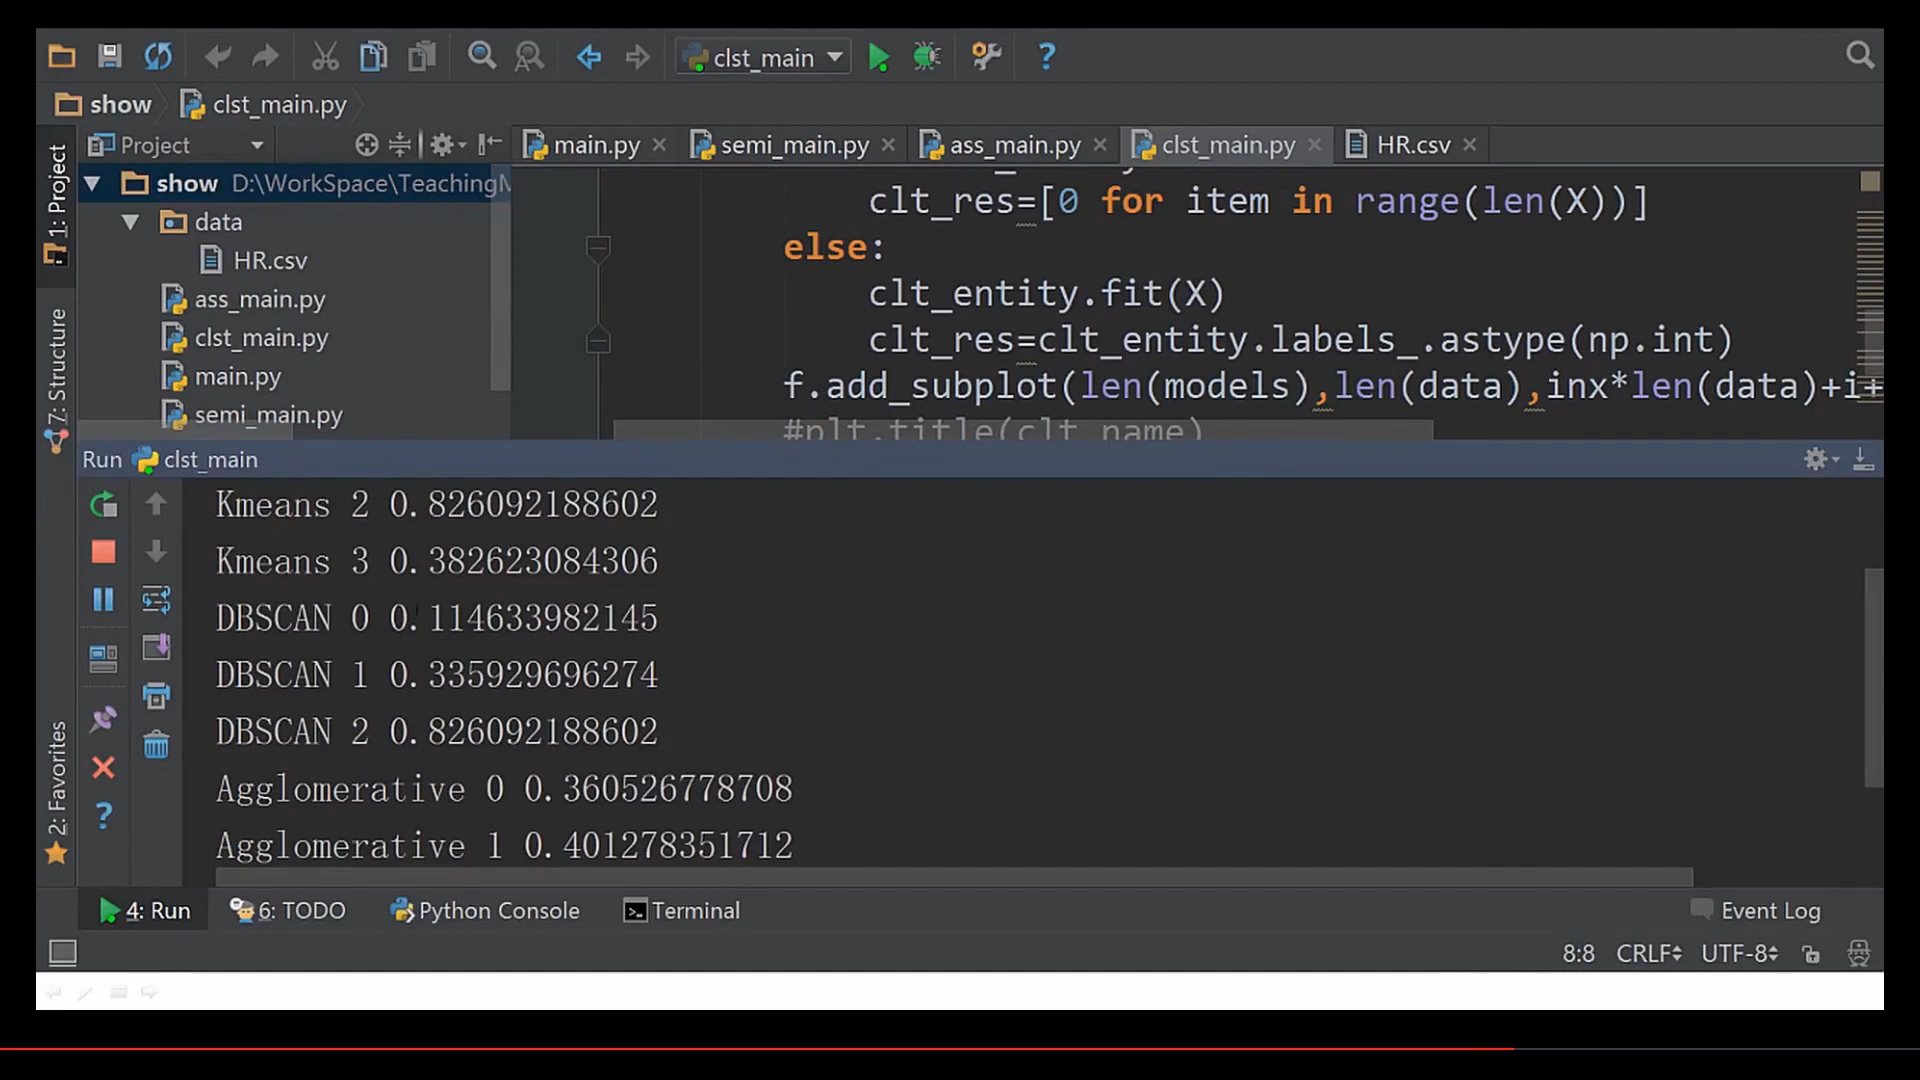 clst_main
show clst_main.py
Project
main.py semi_main.py ass_main.py clst_main.py HR.csv
show D:\WorkSpace\Teaching
data
HR.csv
ass_main.py
clst_main.py
main.py
semi_main.py
clt_res=[0 for item in range(len(X))]
else:
clt_entity.fit(X)
clt_res=clt_entity.labels_.astype(np.int)
f.add_subplot(len(models),len(data),inx*len(data)+i+
#plt.title(clt_name)
1: Project
7: Structure
2: Favorites
Run clst_main
Kmeans 2 0.826092188602
Kmeans 3 0.382623084306
DBSCAN 0 0.114633982145
DBSCAN 1 0.335929696274
DBSCAN 2 0.826092188602
Agglomerative 0 0.360526778708
Agglomerative 1 0.401278351712
4: Run 6: TODO Python Console Terminal Event Log
8:8 CRLF UTF-8